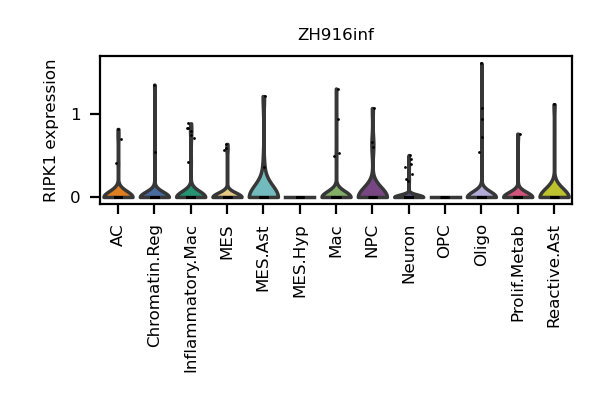 ZH916inf
RIPK1 expression
1
0
AC
Chromatin.Reg
Inflammatory.Mac
MES
MES.Ast
MES.Hyp
Mac
NPC
Neuron
OPC
Oligo
Prolif.Metab
Reactive.Ast